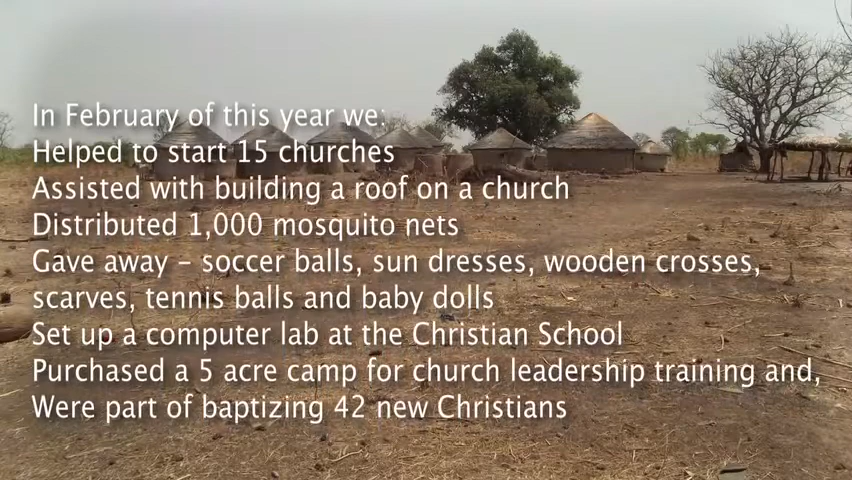 In February of this year we:
Helped to start 15 churches
Assisted with building a roof on a church
Distributed 1,000 mosquito nets
Gave away – soccer balls, sun dresses, wooden crosses,
scarves, tennis balls and baby dolls
Set up a computer lab at the Christian School
Purchased a 5 acre camp for church leadership training and,
Were part of baptizing 42 new Christians